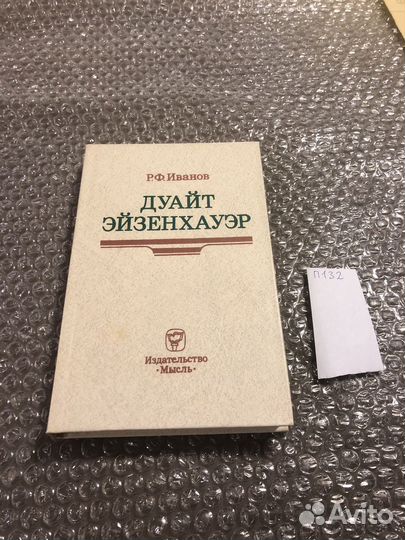 Р.Ф. Иванов
ДУАЙТ
ЭЙЗЕНХАУЭР
Издательство
·Мысль·
П132
Avito